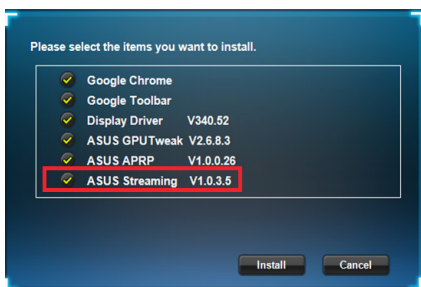 Please select the items you want to install.
Google Chrome
Google Toolbar
Display Driver V340.52
ASUS GPUTweak V2.6.8.3
ASUS APRP V1.0.0.26
ASUS Streaming V1.0.3.5
Install Cancel